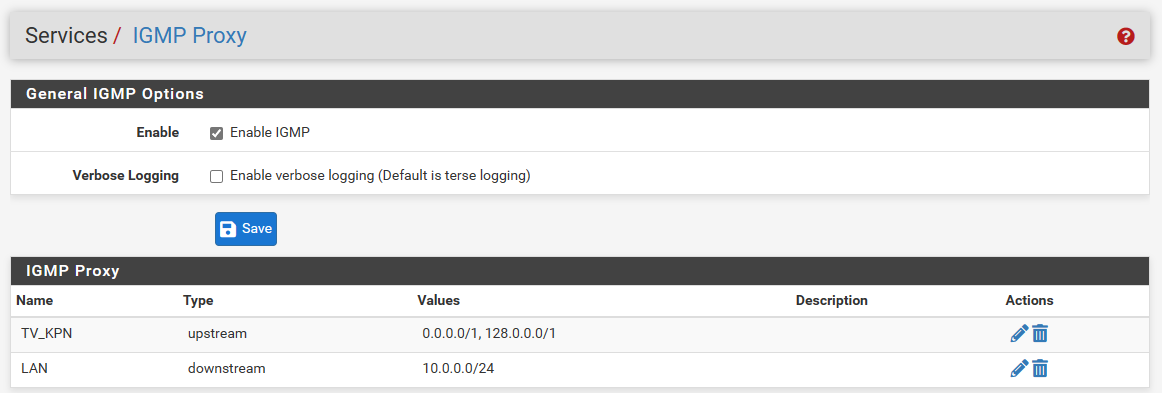 Services / IGMP Proxy
General IGMP Options
Enable Enable IGMP
Verbose Logging Enable verbose logging (Default is terse logging)
Save
IGMP Proxy
Name Type Values Description Actions
TV_KPN upstream 0.0.0.0/1, 128.0.0.0/1
LAN downstream 10.0.0.0/24